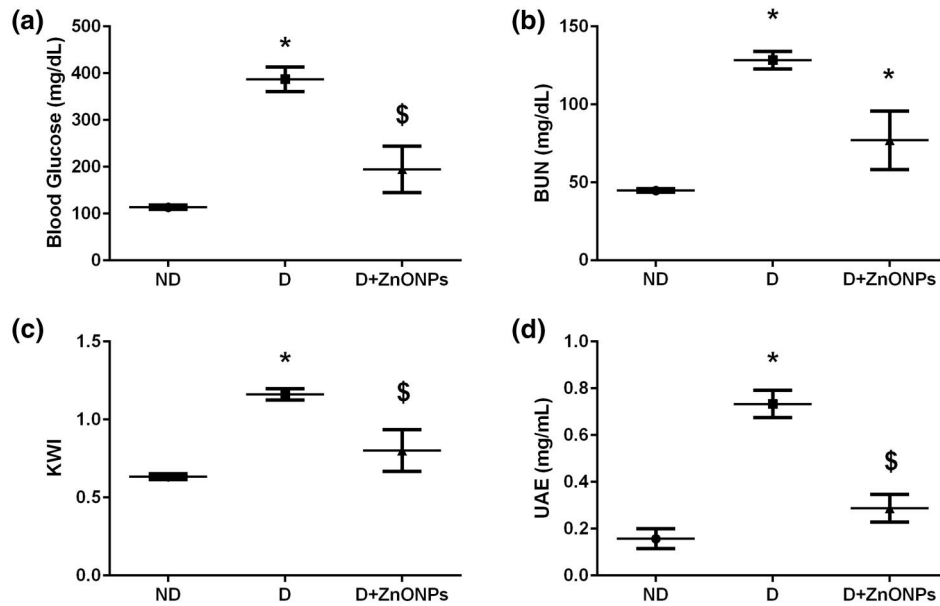 (a)
Blood Glucose (mg/dL)
500
400
300
200
100
0
*
$
ND
D
D+ZnONPs
(b)
BUN (mg/dL)
150
100
50
0
*
*
ND
D
D+ZnONPs
(c)
KWI
1.5
1.0
0.5
0.0
*
$
ND
D
D+ZnONPs
(d)
UAE (mg/mL)
1.0
0.8
0.6
0.4
0.2
0.0
*
$
ND
D
D+ZnONPs